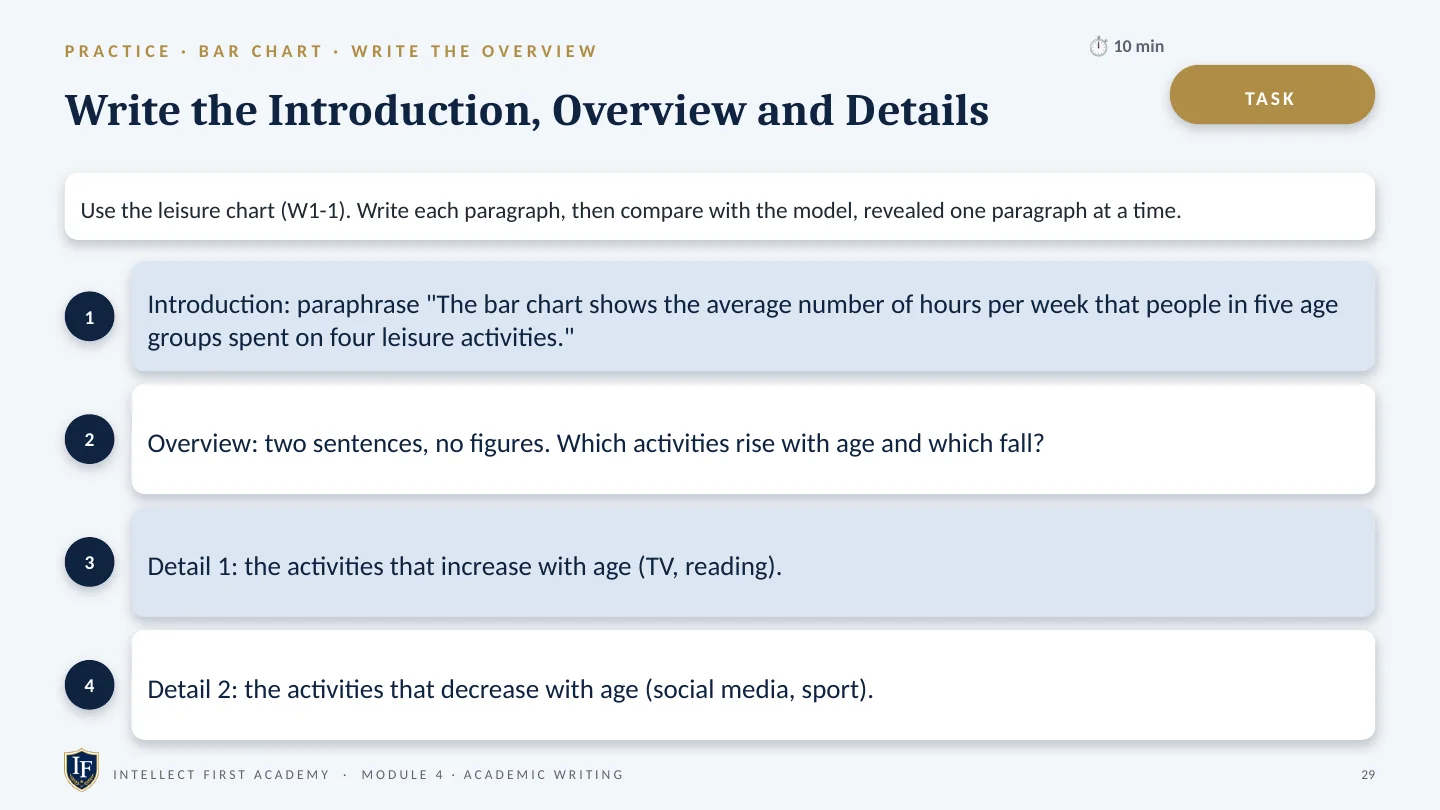 PRACTICE · BAR CHART · WRITE THE OVERVIEW
⏱ 10 min
TASK
Write the Introduction, Overview and Details
Use the leisure chart (W1-1). Write each paragraph, then compare with the model, revealed one paragraph at a time.
1
Introduction: paraphrase "The bar chart shows the average number of hours per week that people in five age
groups spent on four leisure activities."
2
Overview: two sentences, no figures. Which activities rise with age and which fall?
3
Detail 1: the activities that increase with age (TV, reading).
4
Detail 2: the activities that decrease with age (social media, sport).
IF
INTELLECT FIRST ACADEMY · MODULE 4 · ACADEMIC WRITING
29